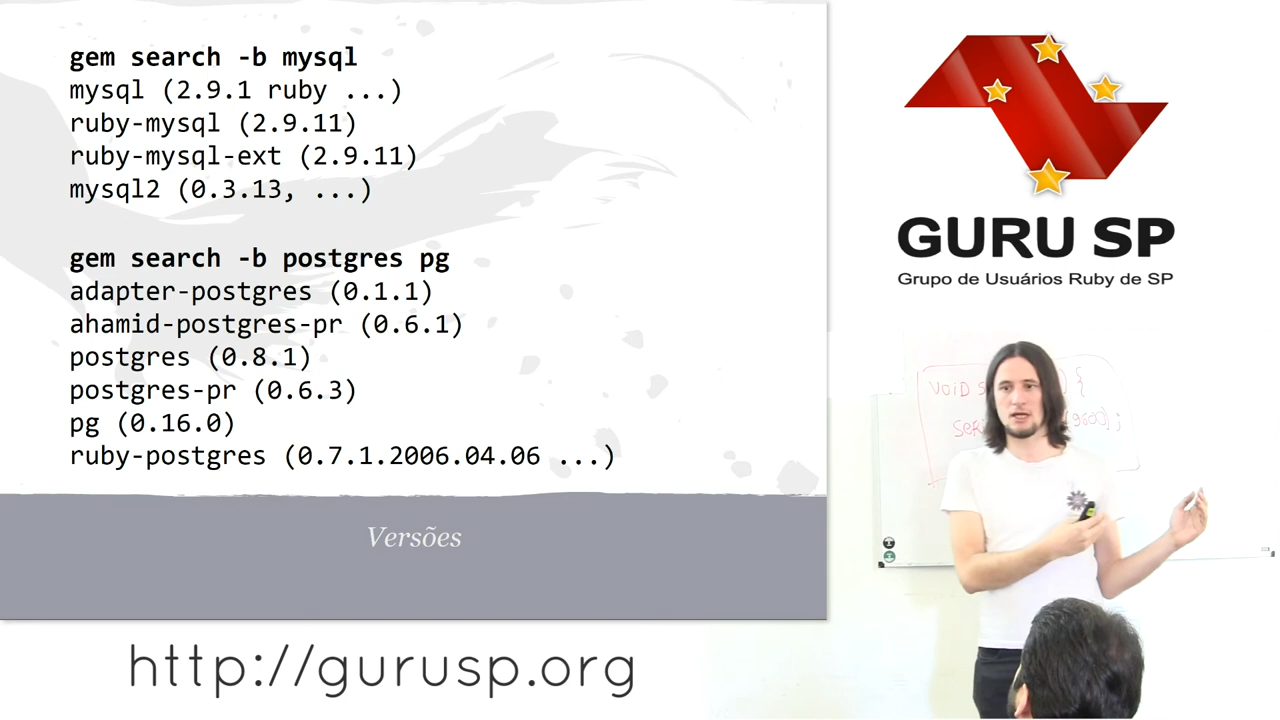 gem search -b mysql
mysql (2.9.1 ruby ...)
ruby-mysql (2.9.11)
ruby-mysql-ext (2.9.11)
mysql2 (0.3.13, ...)
gem search -b postgres pg
adapter-postgres (0.1.1)
ahamid-postgres-pr (0.6.1)
postgres (0.8.1)
postgres-pr (0.6.3)
pg (0.16.0)
ruby-postgres (0.7.1.2006.04.06 ...)
Versões
http://gurusp.org
GURU SP
Grupo de Usuários Ruby de SP
VOID ) {
9600) ;